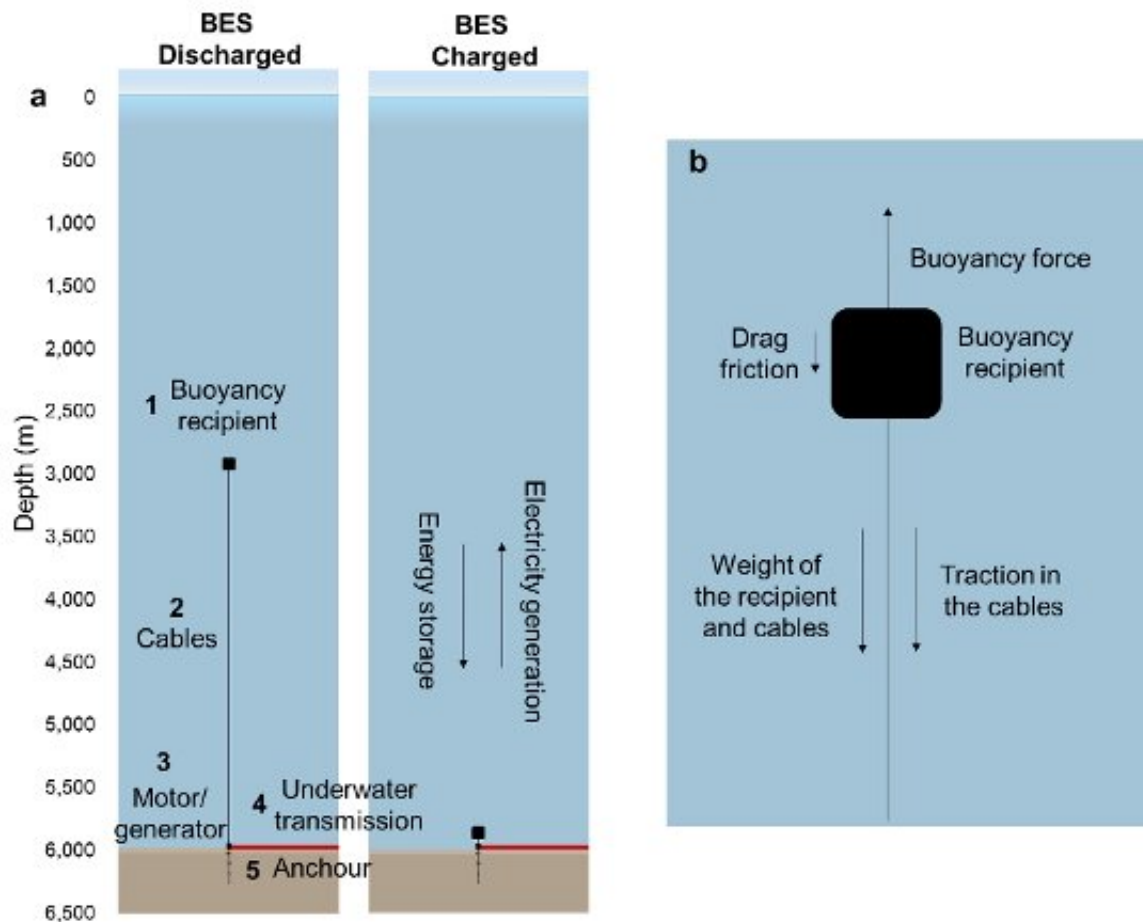 BES
Discharged
BES
Charged
a
0
500
1,000
1,500
2,000
2,500
3,000
3,500
4,000
4,500
5,000
5,500
6,000
6,500
Depth (m)
1 Buoyancy
recipient
2
Cables
3
Motor/
generator
4 Underwater
transmission
5 Anchour
Energy storage
Electricity generation
b
Buoyancy force
Drag
friction
Buoyancy
recipient
Weight of
the recipient
and cables
Traction in
the cables